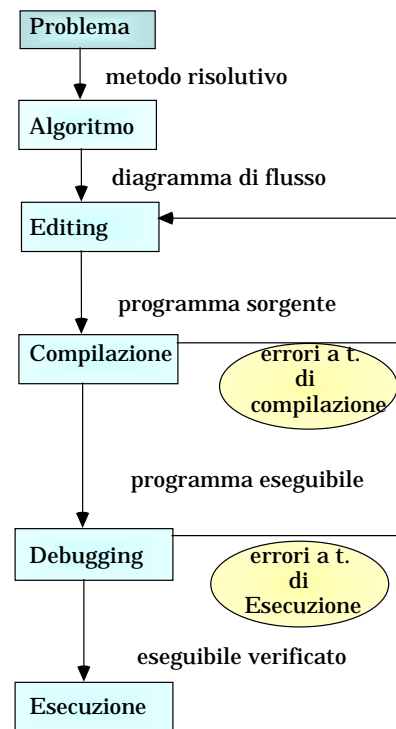 Problema
metodo risolutivo
Algoritmo
diagramma di flusso
Editing
programma sorgente
Compilazione
errori a t.
di
compilazione
programma eseguibile
Debugging
errori a t.
di
Esecuzione
eseguibile verificato
Esecuzione